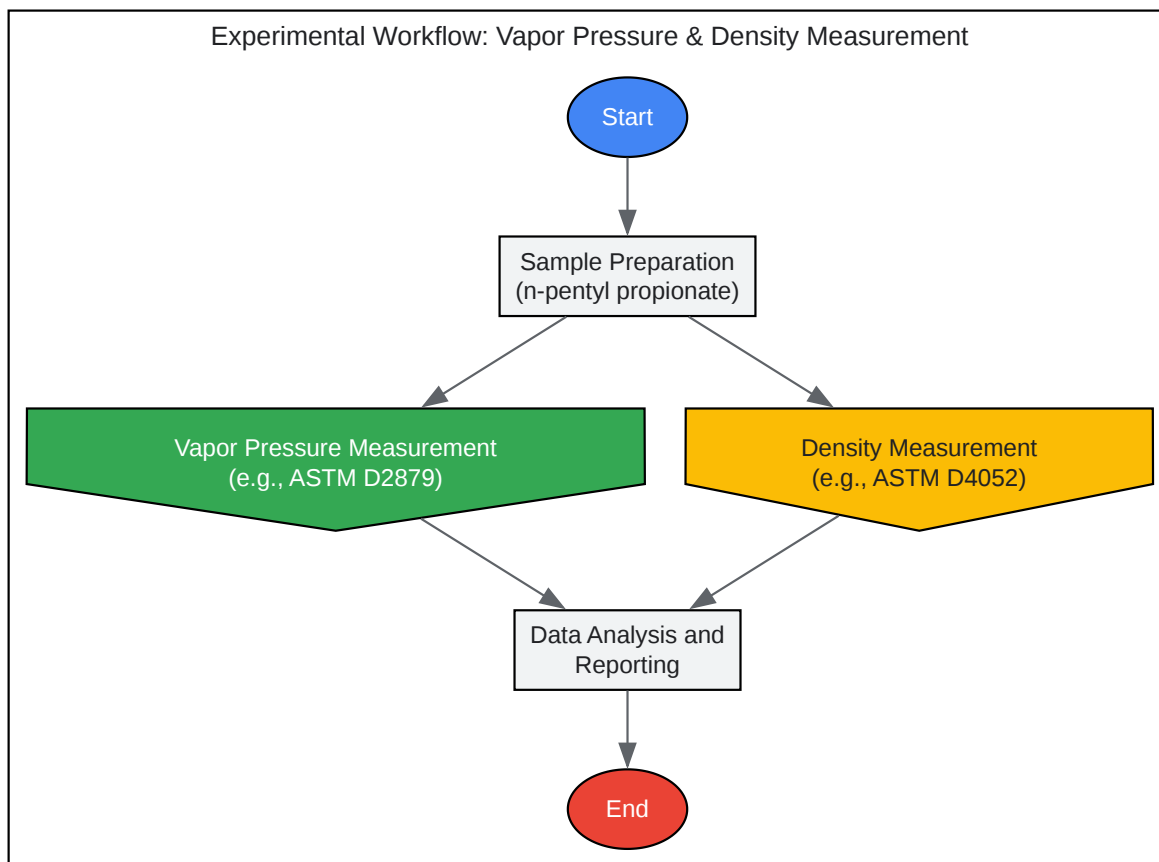 Experimental Workflow: Vapor Pressure & Density Measurement
Start
Sample Preparation
(n-pentyl propionate)
Vapor Pressure Measurement
(e.g., ASTM D2879)
Density Measurement
(e.g., ASTM D4052)
Data Analysis and
Reporting
End